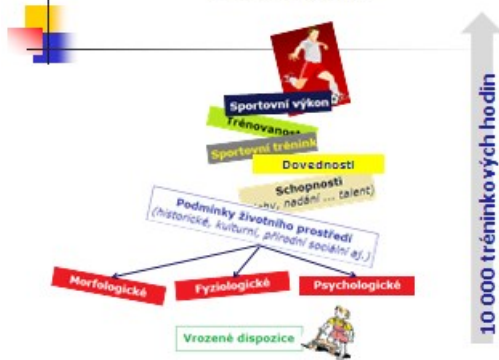 Sportovní výkon
Trénovanost
Sportovní trénink
Dovednosti
Schopnosti
nadání ... talent)
Podmínky životního prostředí
(historické, kulturní, přírodní sociální aj.)
Morfologické
Fyziologické
Psychologické
Vrozené dispozice
10 000 tréninkových hodin